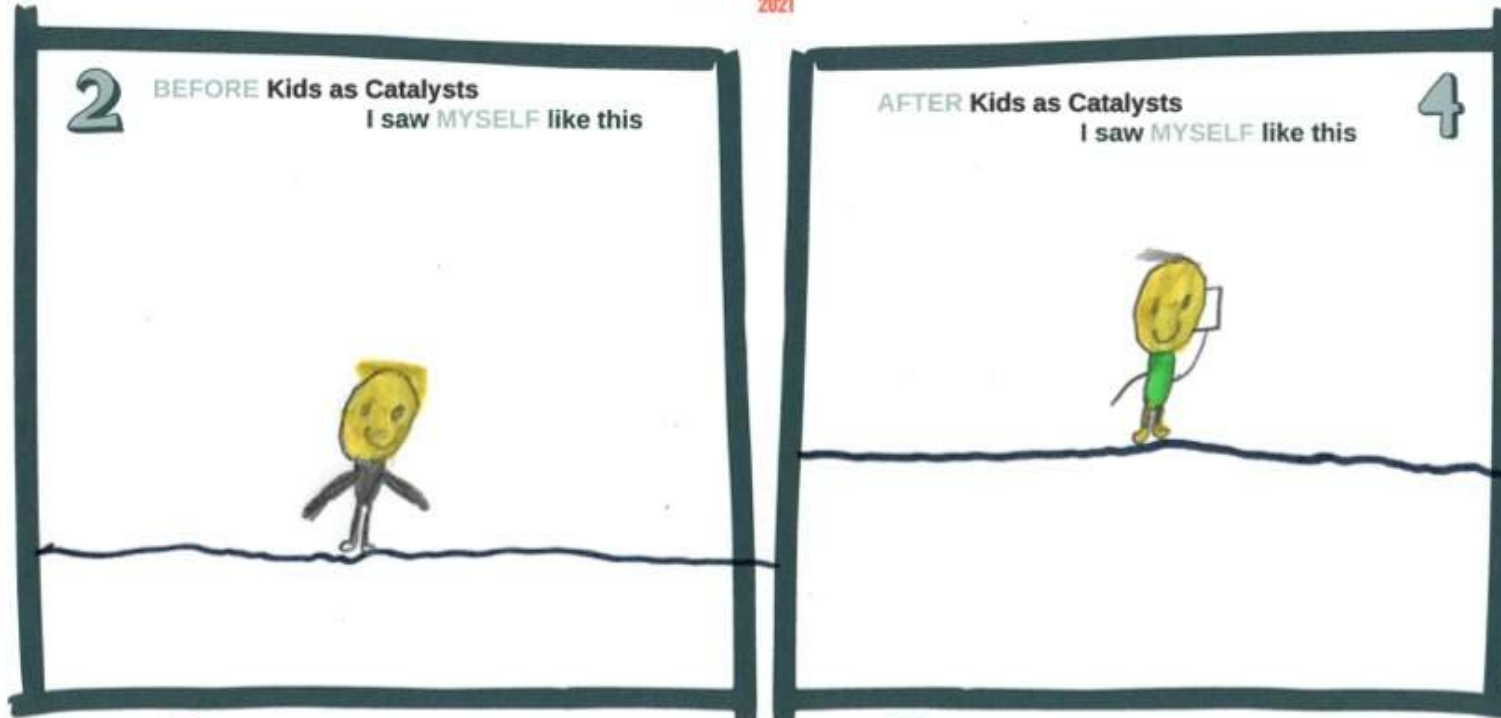 2021
2
BEFORE Kids as Catalysts
I saw MYSELF like this
AFTER Kids as Catalysts
I saw MYSELF like this
4